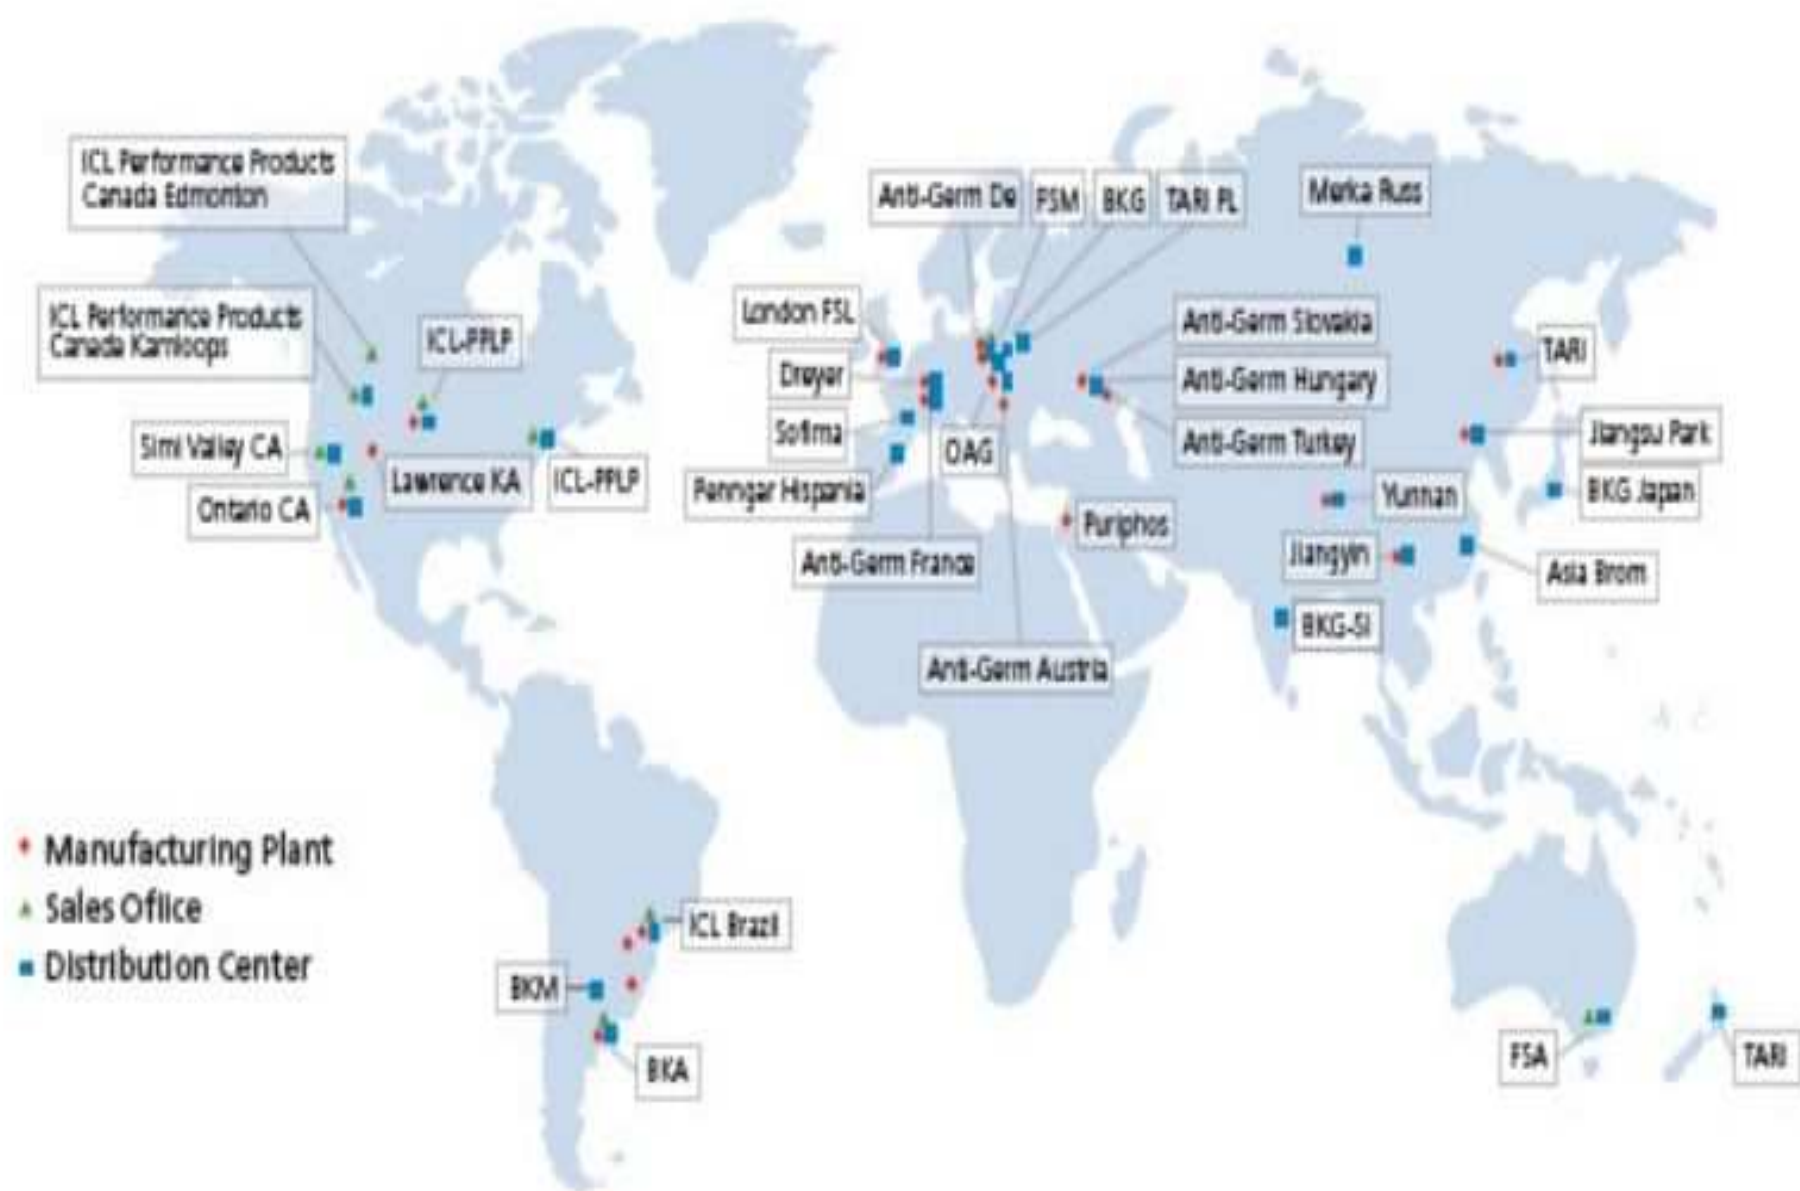 ICL Performance Products
Canada Edmonton
Anti-Germ De
FSM
BKG
TARI PL
Merka Russ
ICL Performance Products
Canada Kamloops
ICL-PPLP
London FSL
Anti-Germ Slovakia
TARI
Dreyer
Anti-Germ Hungary
Simi Valley CA
Sofima
OAG
Anti-Germ Turkey
Jiangsu Park
Lawrence KA
ICL-PPLP
Penngar Hispania
Yunnan
BKG Japan
Ontario CA
Puriphos
Anti-Germ France
Jiangyin
Asia Brom
BKG-SI
Anti-Germ Austria
Manufacturing Plant
Sales Office
Distribution Center
ICL Brazil
BKM
BKA
FSA
TARI